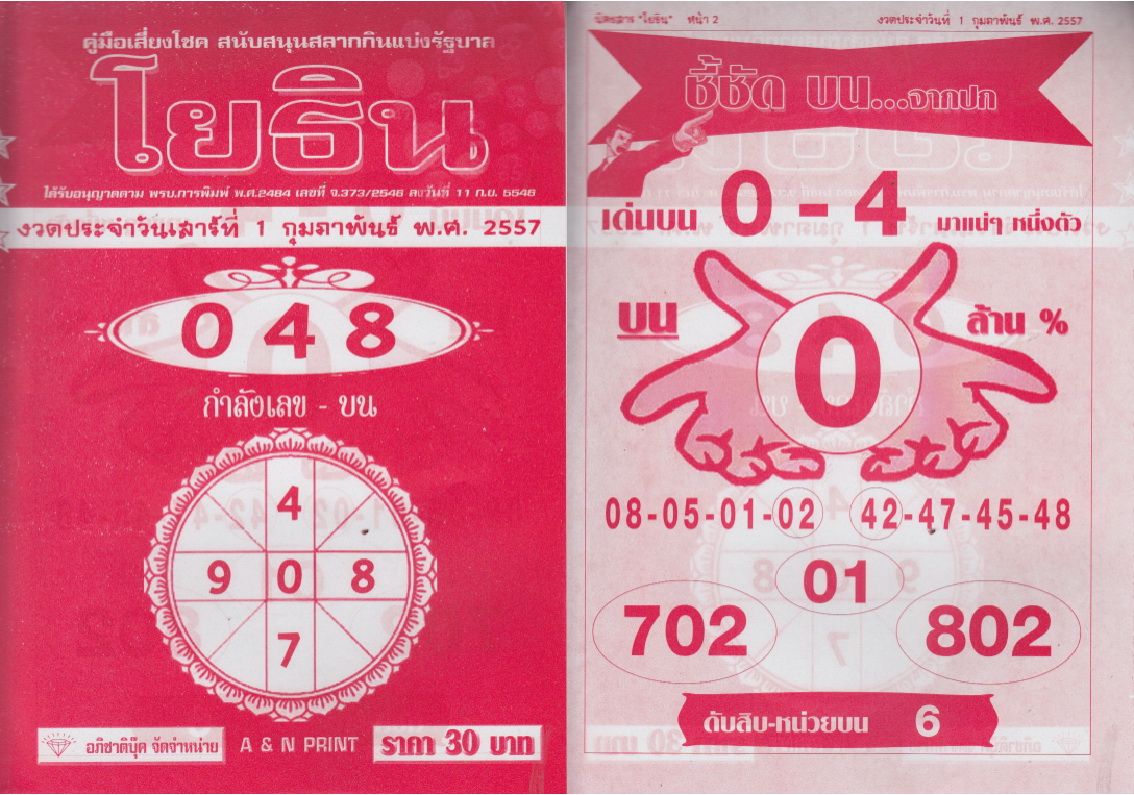 คู่มือเสี่ยงโชค สนับสนุนสลากกินแบ่งรัฐบาล
โยธิน
ได้รับอนุญาตตาม พรบ.การพิมพ์ พ.ศ.2484 เลขที่ จ.373/2546 ลงวันที่ 11 ก.ย. 5546
งวดประจำวันเสาร์ที่ 1 กุมภาพันธ์ พ.ศ. 2557
0 4 8
กำลังเลข - บน
4
9 0 8
7
อภิชาติบุ๊ค จัดจำหน่าย
A & N PRINT
ราคา 30 บาท
นิตยสาร "โยธิน" หน้า 2
งวดประจำวันที่ 1 กุมภาพันธ์ พ.ศ. 2557
ชี้ชัด บน...จากปก
เด่นบน 0 - 4 มาแน่ๆ หนึ่งตัว
บน 0 ล้าน %
08-05-01-02 42-47-45-48
01
702 802
ดับสิบ-หน่วยบน 6